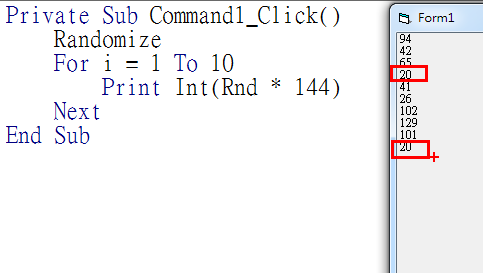 Private Sub Command1_Click()
Randomize
For i = 1 To 10
Print Int(Rnd * 144)
Next
End Sub
Form1
94
42
65
20
41
26
102
129
101
20